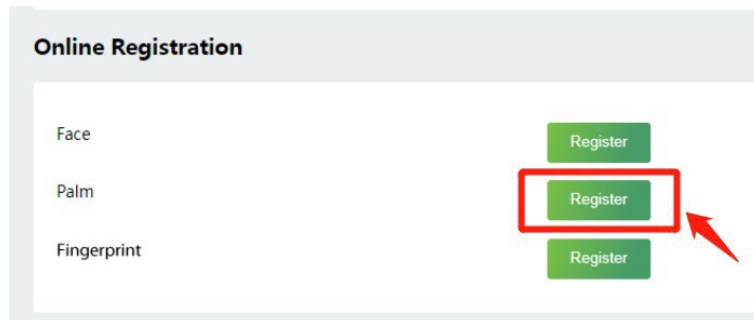 Online Registration
Face Register
Palm Register
Fingerprint Register